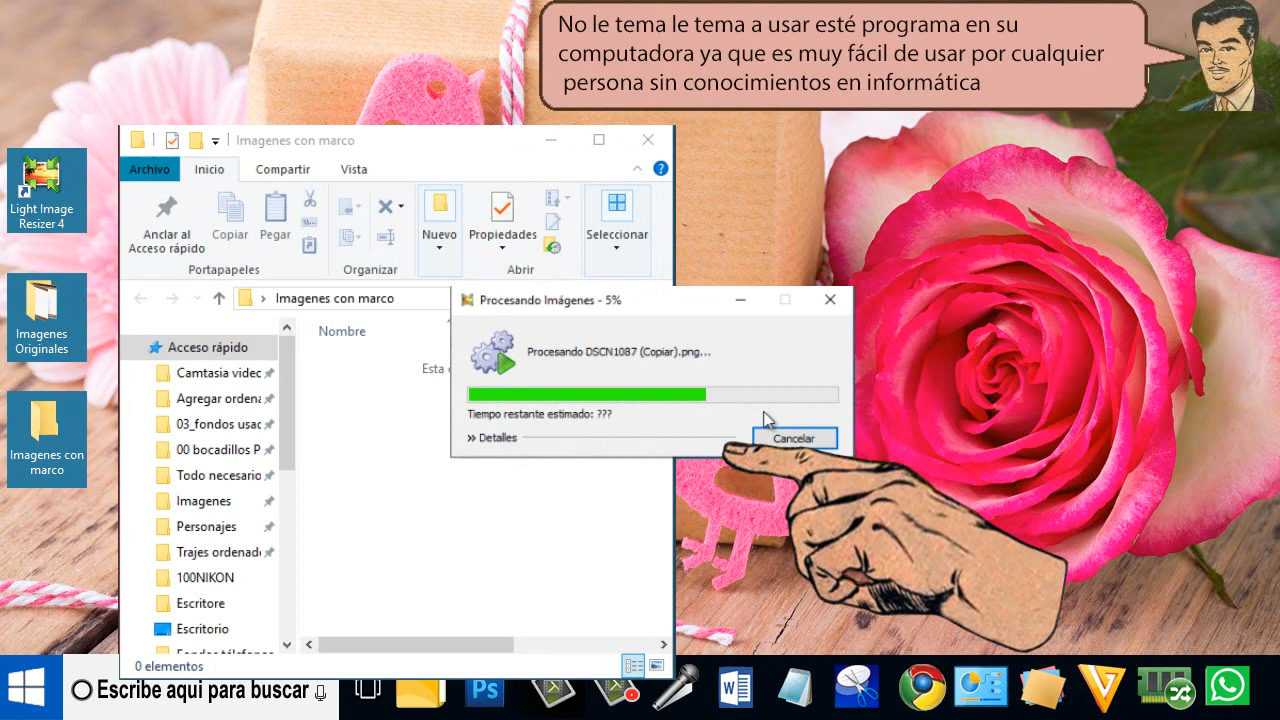 No le tema le tema a usar esté programa en su
computadora ya que es muy fácil de usar por cualquier
persona sin conocimientos en informática
Light Image
Resizer 4
Imagenes
Originales
Imagenes con
marco
Imagenes con marco
Archivo
Inicio
Compartir
Vista
Anclar al
Acceso rápido
Copiar
Pegar
Nuevo
Propiedades
Seleccionar
Portapapeles
Organizar
Abrir
Imagenes con marco
Nombre
Esta
Acceso rápido
Camtasia videc
Agregar ordena
03_fondos usac
00 bocadillos P
Todo necesario
Imagenes
Personajes
Trajes ordenado
100NIKON
Escritore
Escritorio
0 elementos
Procesando Imágenes - 5%
Procesando DSCN1087 (Copiar).png...
Tiempo restante estimado: ???
Detalles
Cancelar
Escribe aqui para buscar
Ps